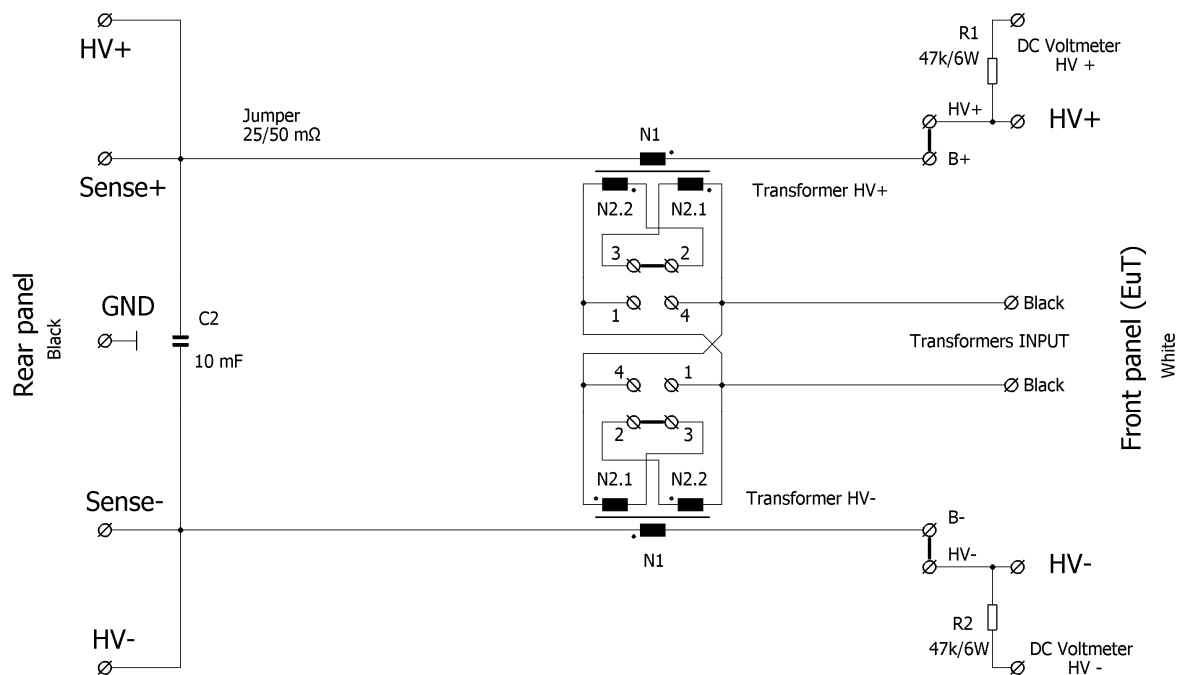 HV+
R1
47k/6W
DC Voltmeter
HV +
Jumper
25/50 mΩ
HV+
HV+
N1
B+
Sense+
Transformer HV+
N2.2
N2.1
3
2
Rear panel
Black
GND
1
4
Black
C2
10 mF
Transformers INPUT
Front panel (EuT)
White
4
1
Black
2
3
N2.1
N2.2
Sense-
Transformer HV-
B-
N1
HV-
HV-
HV-
R2
47k/6W
DC Voltmeter
HV -